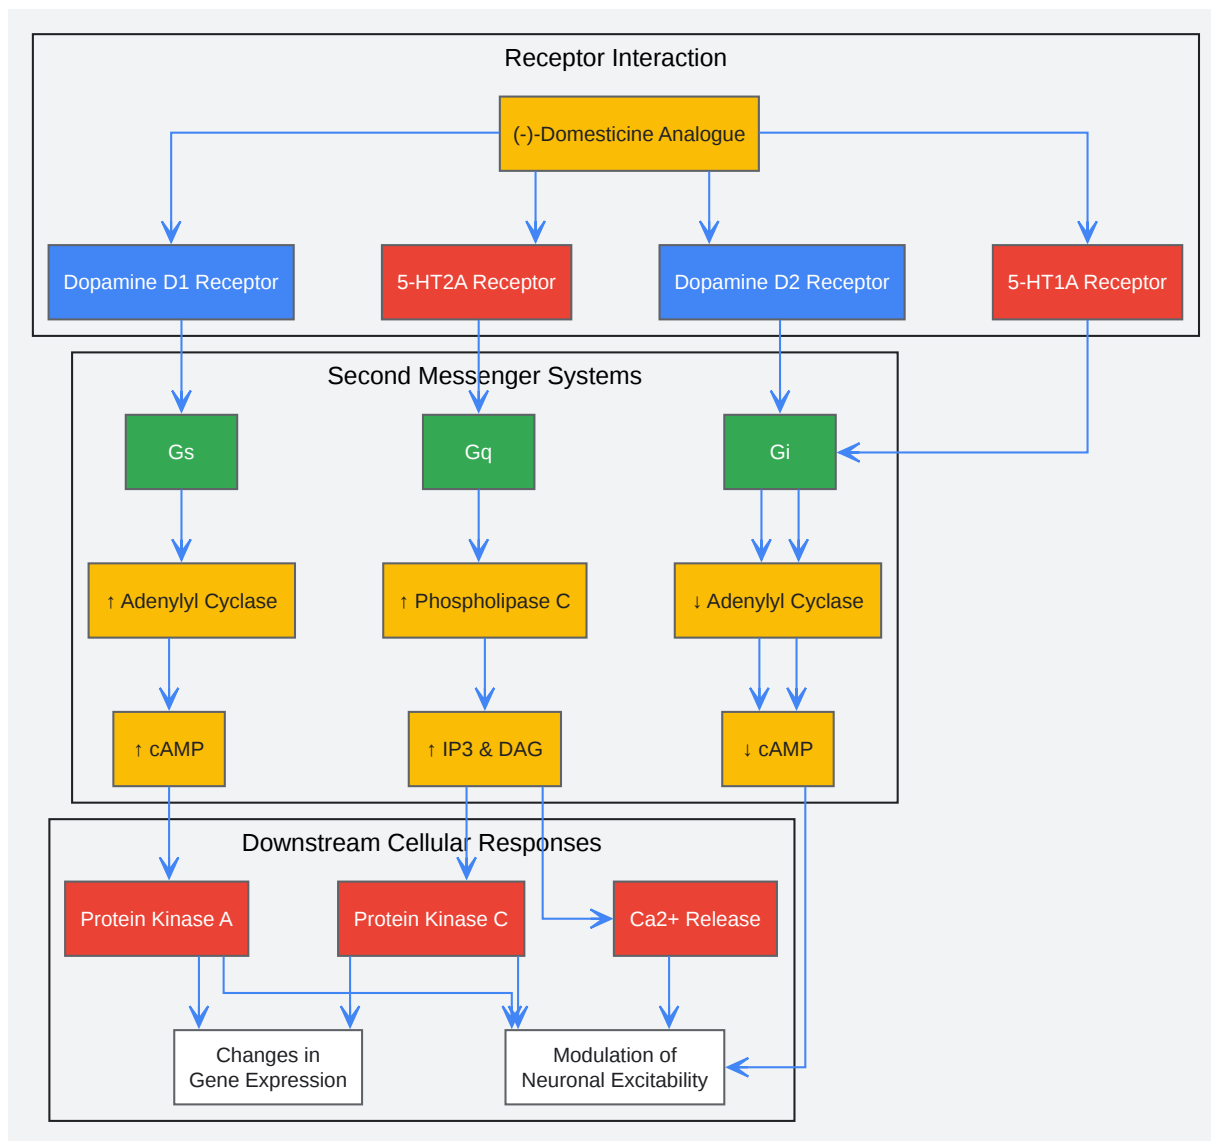 Receptor Interaction
(-)-Domesticine Analogue
Dopamine D1 Receptor
5-HT2A Receptor
Dopamine D2 Receptor
5-HT1A Receptor
Second Messenger Systems
Gs
Gq
Gi
↑ Adenylyl Cyclase
↑ Phospholipase C
↓ Adenylyl Cyclase
↑ cAMP
↑ IP3 & DAG
↓ cAMP
Downstream Cellular Responses
Protein Kinase A
Protein Kinase C
Ca2+ Release
Changes in
Gene Expression
Modulation of
Neuronal Excitability